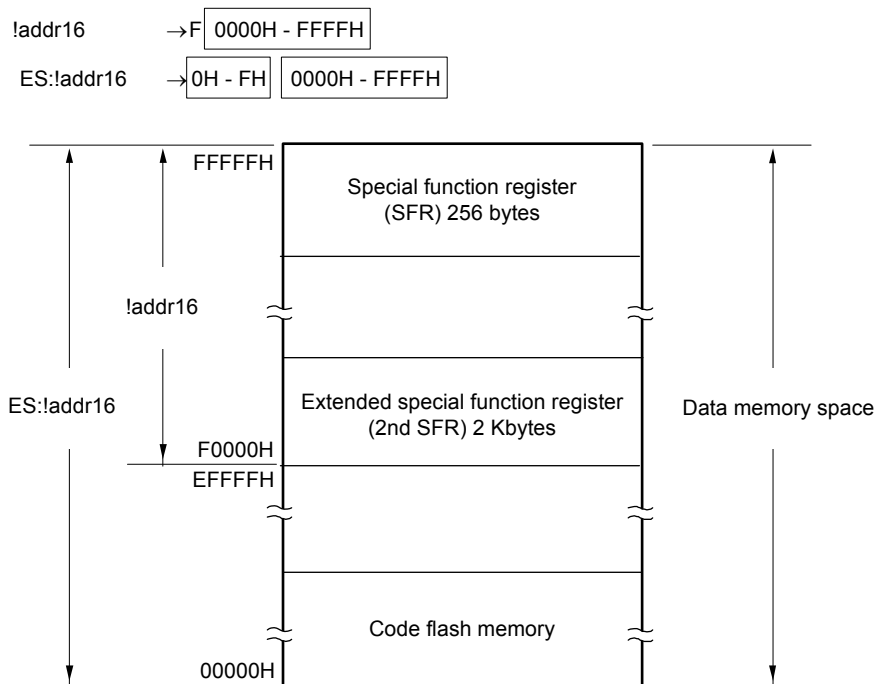 !addr16 →F 0000H - FFFFH
ES:!addr16 →0H - FH 0000H - FFFFH
FFFFFH
Special function register
(SFR) 256 bytes
!addr16
ES:!addr16
Extended special function register
(2nd SFR) 2 Kbytes
Data memory space
F0000H
EFFFFH
Code flash memory
00000H